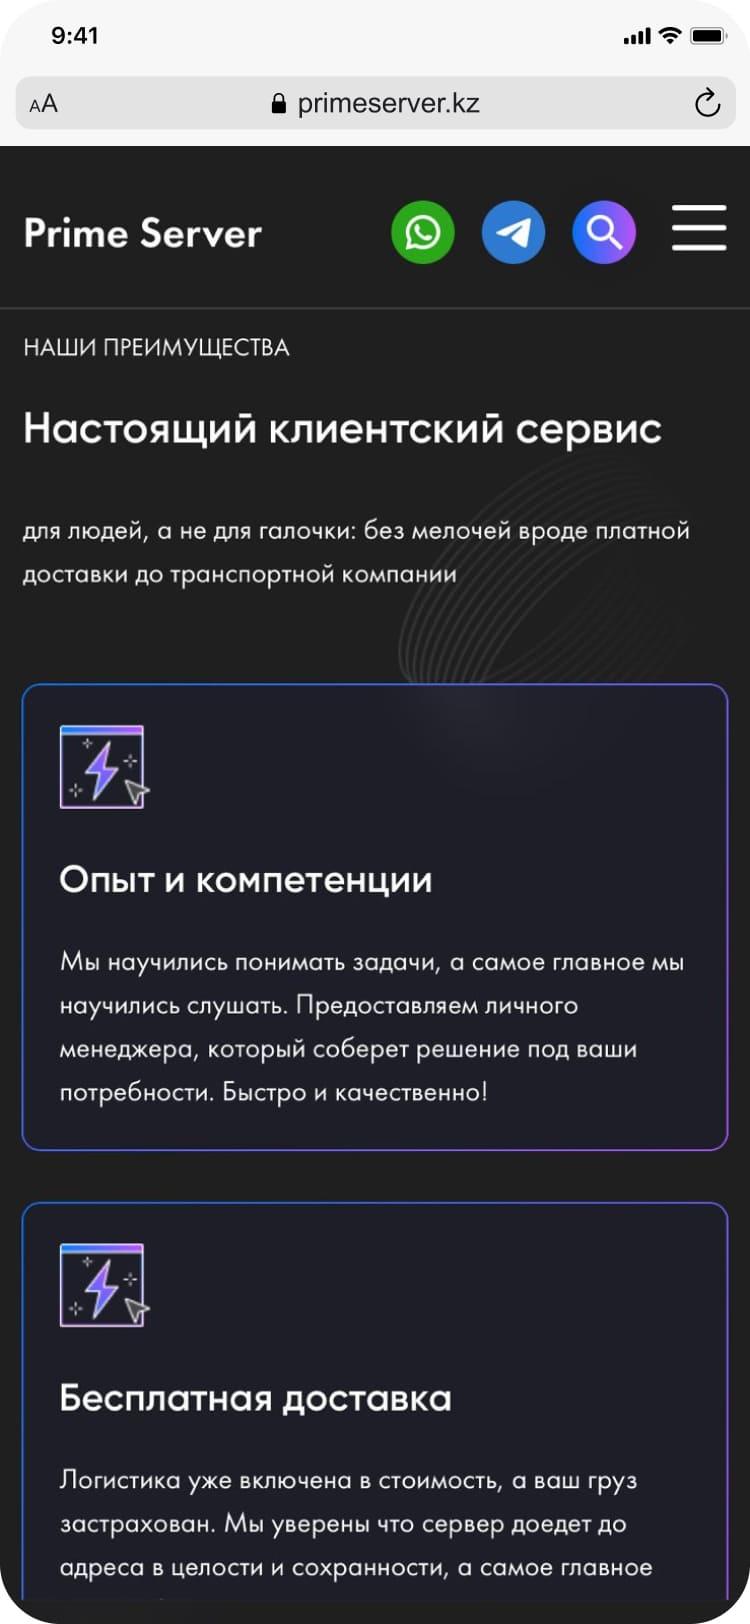 9:41
AA
primeserver.kz
Prime Server
НАШИ ПРЕИМУЩЕСТВА
Настоящий клиентский сервис
для людей, а не для галочки: без мелочей вроде платной
доставки до транспортной компании
Опыт и компетенции
Мы научились понимать задачи, а самое главное мы
научились слушать. Предоставляем личного
менеджера, который соберет решение под ваши
потребности. Быстро и качественно!
Бесплатная доставка
Логистика уже включена в стоимость, а ваш груз
застрахован. Мы уверены что сервер доедет до
адреса в целости и сохранности, а самое главное